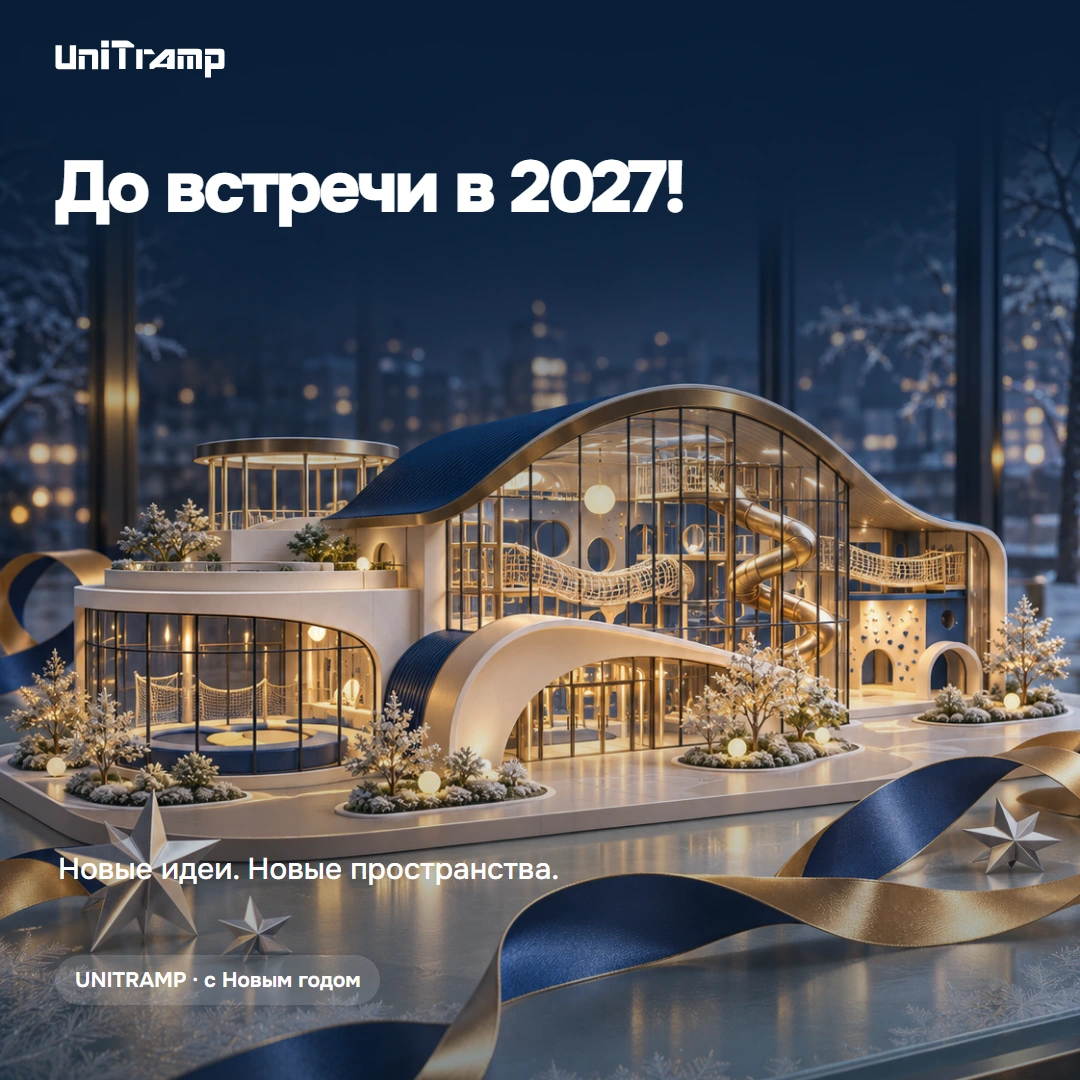 UniTramp
До встречи в 2027!
Новые идеи. Новые пространства.
UNITRAMP · с Новым годом